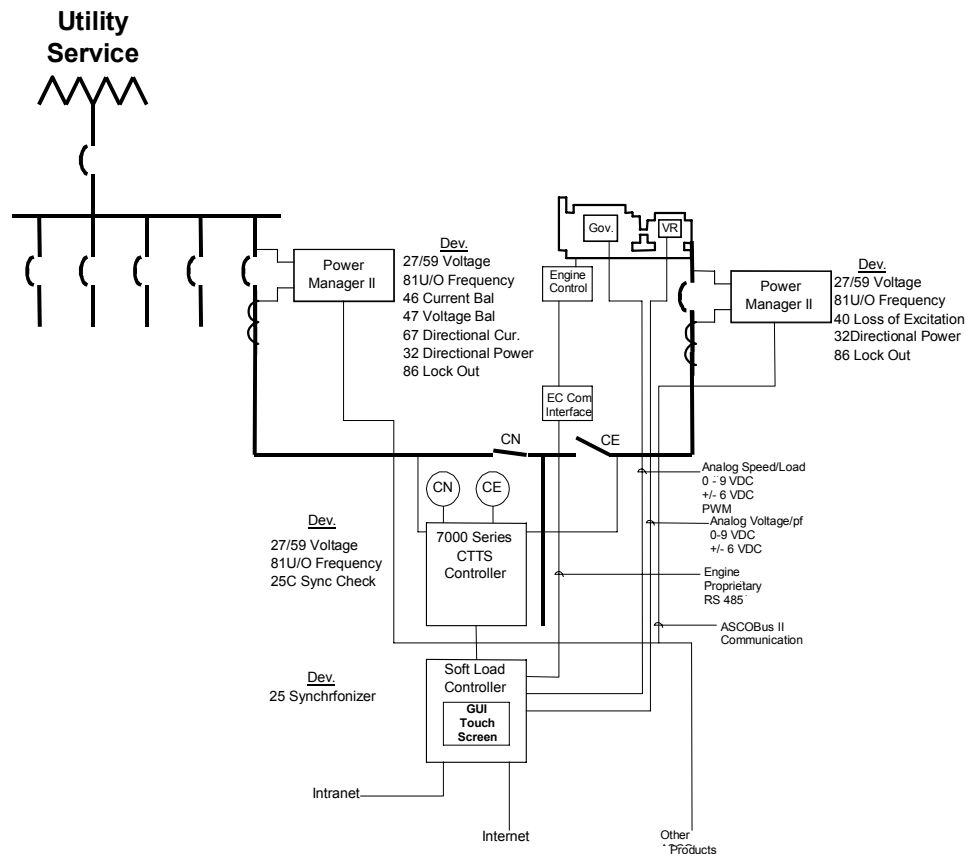 Utility
Service
Gov.
VR
Power
Manager II
Dev.
27/59 Voltage
81U/O Frequency
46 Current Bal
47 Voltage Bal
67 Directional Cur.
32 Directional Power
86 Lock Out
Engine
Control
Power
Manager II
Dev.
27/59 Voltage
81U/O Frequency
40 Loss of Excitation
32Directional Power
86 Lock Out
EC Com
Interface
CN
CE
CN
CE
Analog Speed/Load
0 - 9 VDC
+/- 6 VDC
PWM
Analog Voltage/pf
0-9 VDC
+/- 6 VDC
Dev.
27/59 Voltage
81U/O Frequency
25C Sync Check
7000 Series
CTTS
Controller
Engine
Proprietary
RS 485
ASCOBus II
Communication
Dev.
25 Synchrfonizer
Soft Load
Controller
GUI
Touch
Screen
Intranet
Internet
Other
Products